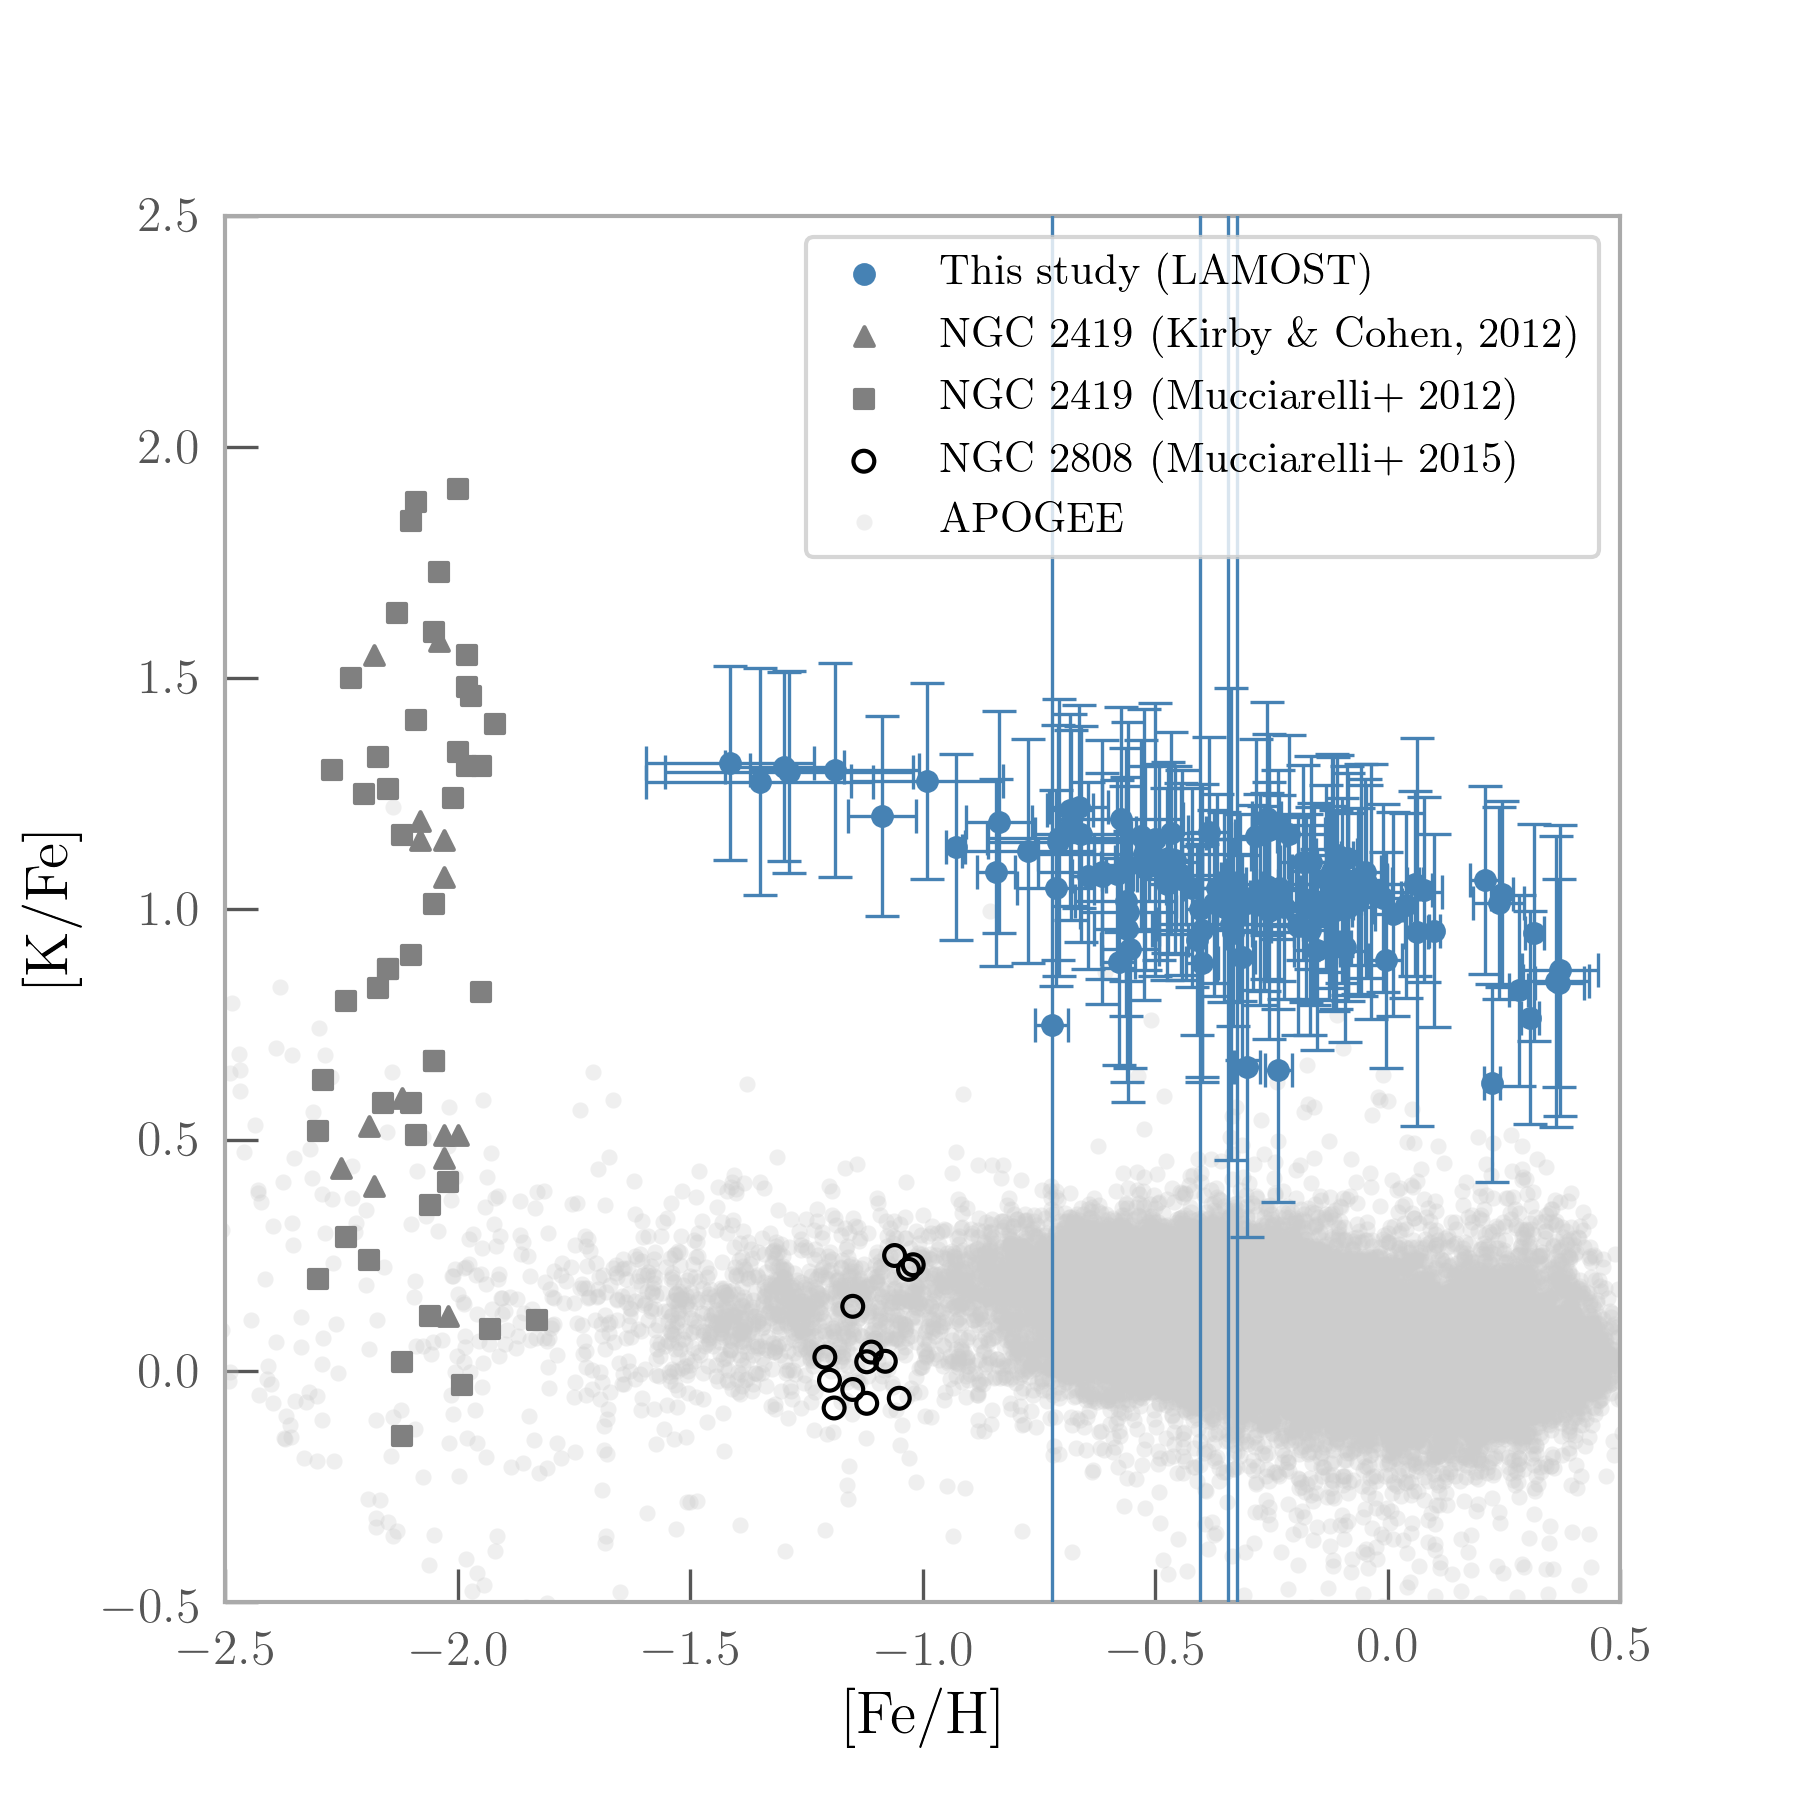 2.5
2.0
1.5
1.0
0.5
0.0
−0.5
[K/Fe]
This study (LAMOST)
NGC 2419 (Kirby & Cohen, 2012)
NGC 2419 (Mucciarelli+ 2012)
NGC 2808 (Mucciarelli+ 2015)
APOGEE
−2.5 −2.0 −1.5 −1.0 −0.5 0.0 0.5
[Fe/H]